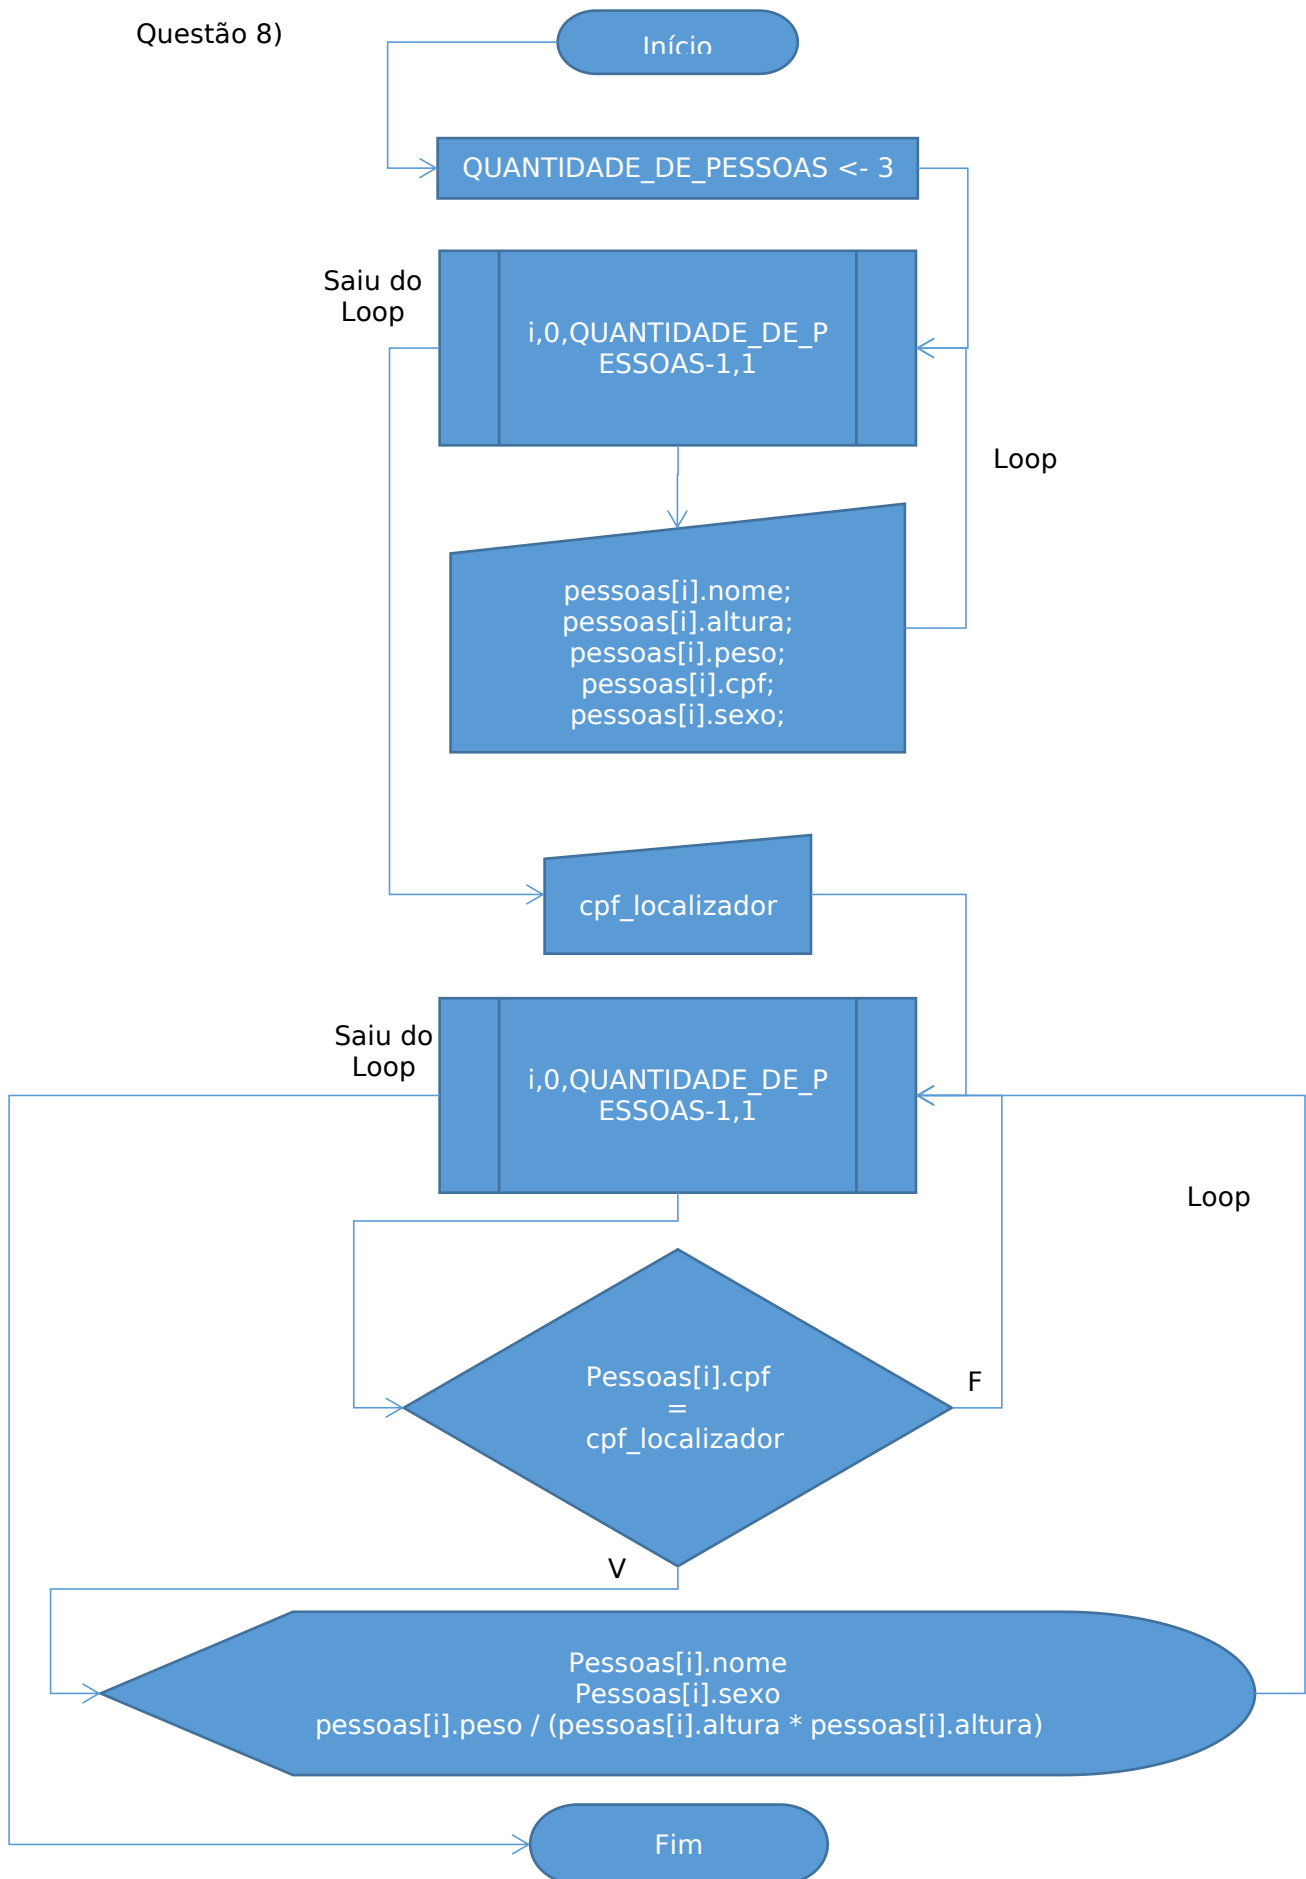 Questão 8)
Início
QUANTIDADE_DE_PESSOAS <- 3
Saiu do
Loop
i,0,QUANTIDADE_DE_P
ESSOAS-1,1
Loop
pessoas[i].nome;
pessoas[i].altura;
pessoas[i].peso;
pessoas[i].cpf;
pessoas[i].sexo;
cpf_localizador
Saiu do
Loop
i,0,QUANTIDADE_DE_P
ESSOAS-1,1
Loop
Pessoas[i].cpf
=
cpf_localizador
F
V
Pessoas[i].nome
Pessoas[i].sexo
pessoas[i].peso / (pessoas[i].altura * pessoas[i].altura)
Fim